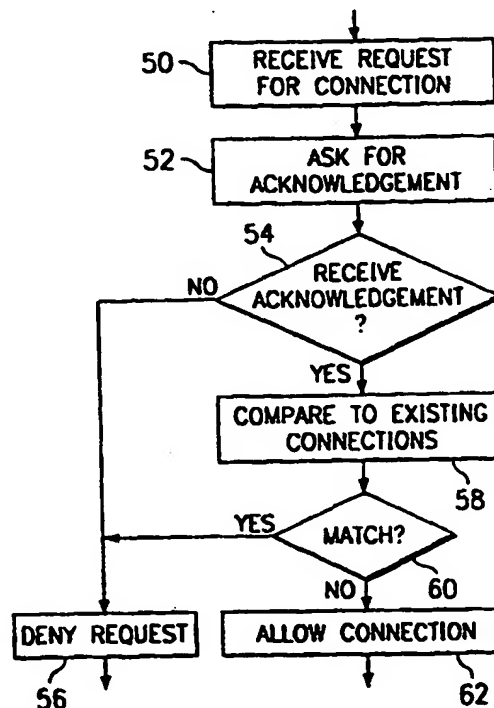 50
RECEIVE REQUEST
FOR CONNECTION
52
ASK FOR
ACKNOWLEDGEMENT
54
NO
RECEIVE
ACKNOWLEDGEMENT
?
YES
COMPARE TO EXISTING
CONNECTIONS
58
YES
MATCH?
60
NO
DENY REQUEST
ALLOW CONNECTION
56
62